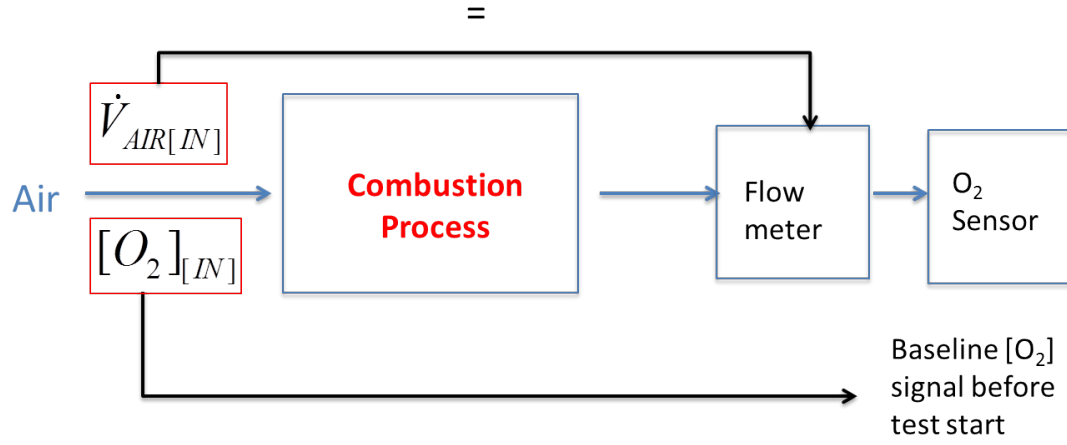 =
V̇AIR[IN]
Air
Combustion
Process
Flow
meter
O₂
Sensor
[O₂][IN]
Baseline [O₂]
signal before
test start